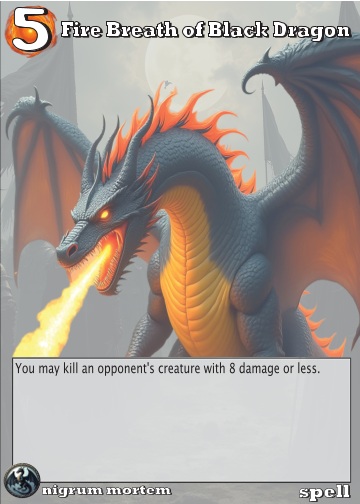 5 Fire Breath of Black Dragon
You may kill an opponent's creature with 8 damage or less.
nigrum mortem spell